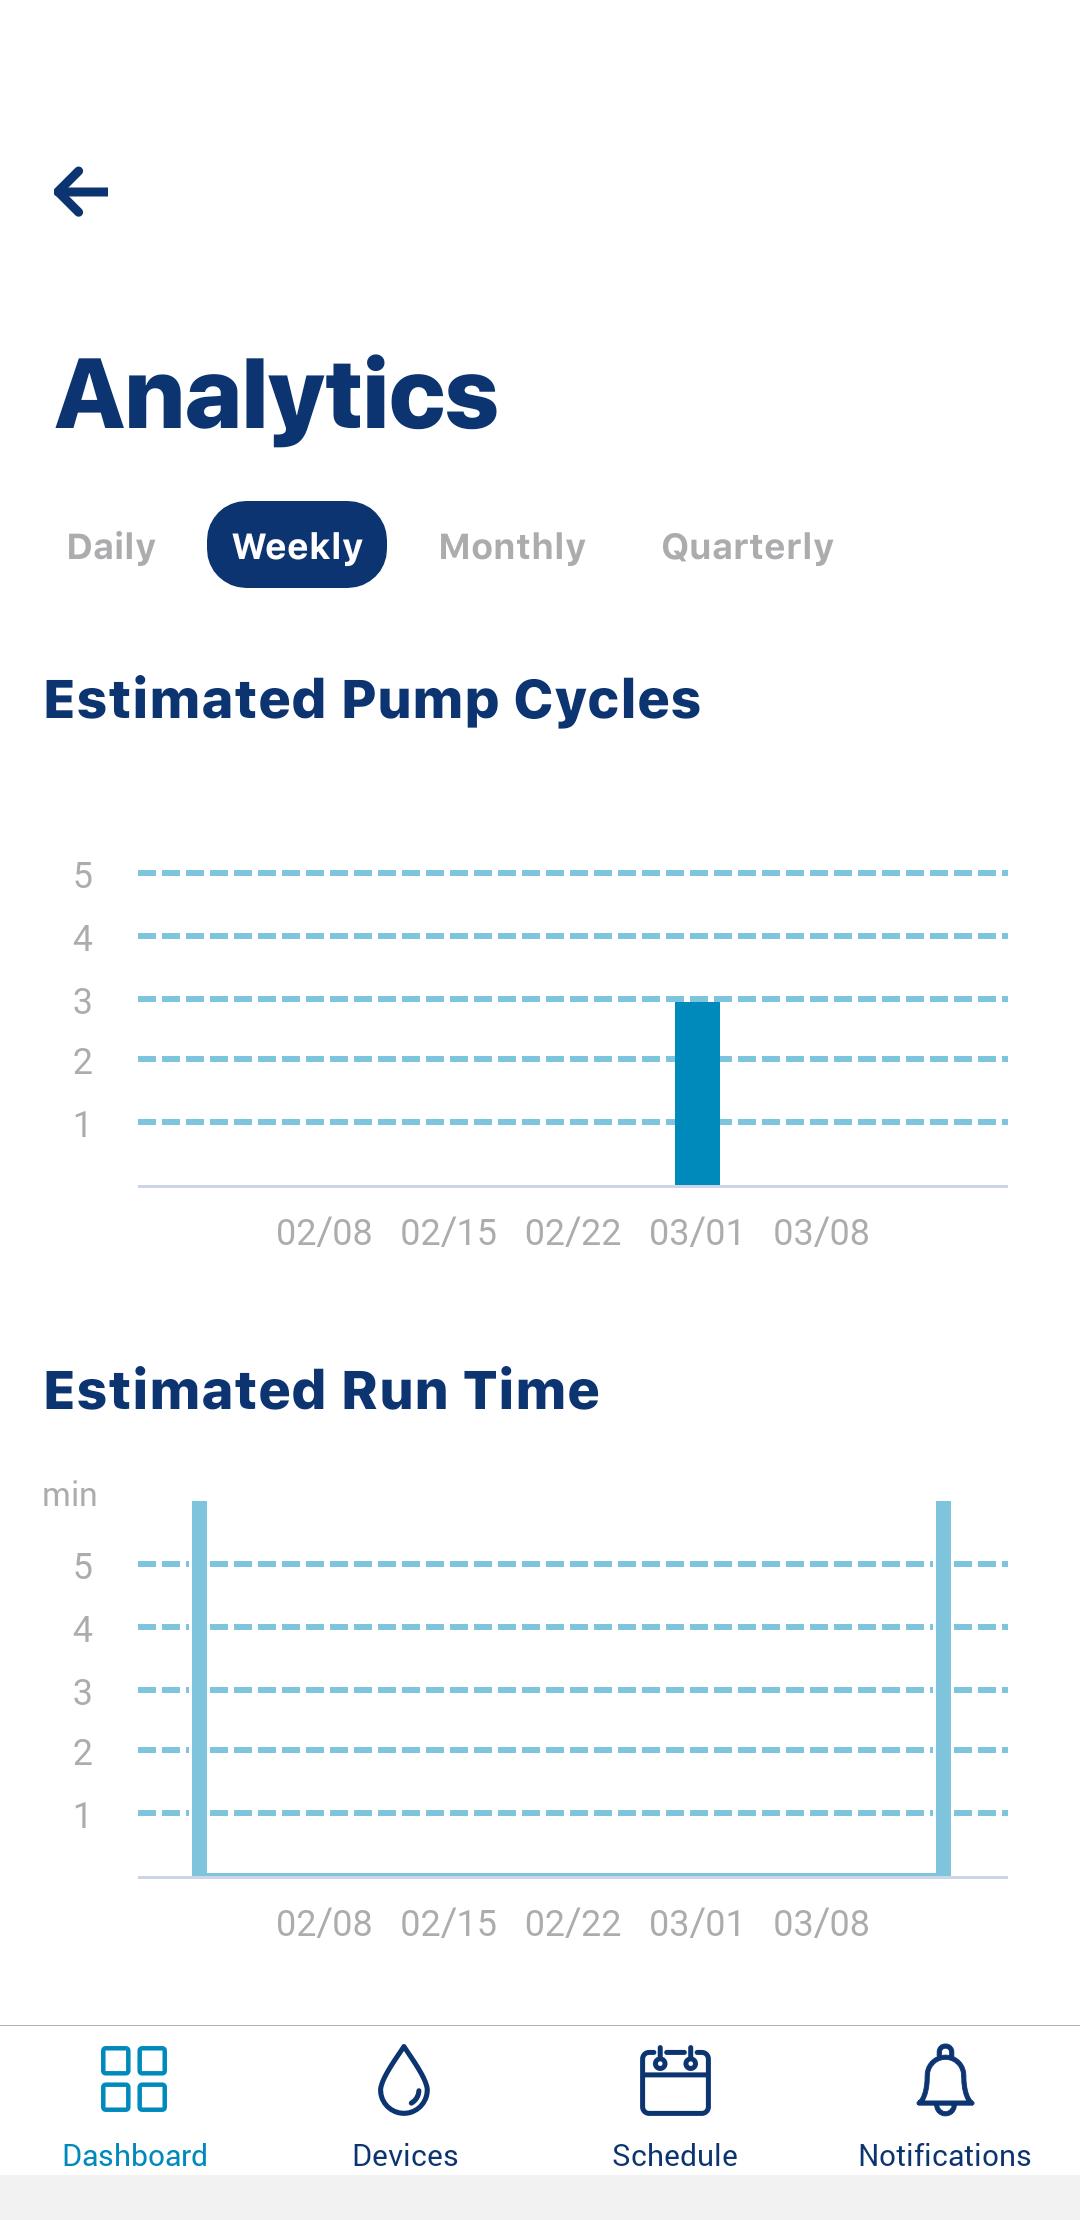 Analytics
Daily Weekly Monthly Quarterly
Estimated Pump Cycles
5
4
3
2
1
02/08 02/15 02/22 03/01 03/08
Estimated Run Time
min
5
4
3
2
1
02/08 02/15 02/22 03/01 03/08
Dashboard Devices Schedule Notifications